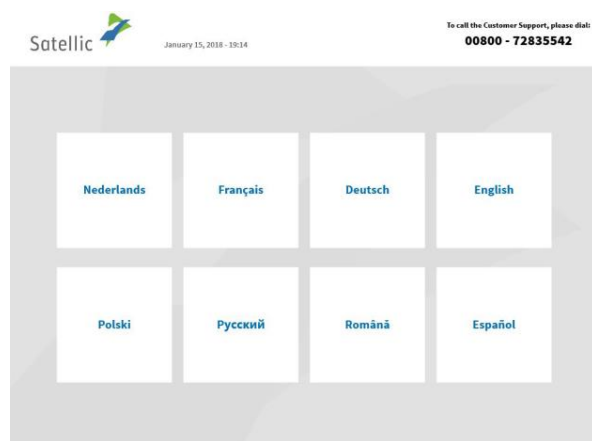 Satellic
January 15, 2018 - 19:14
To call the Customer Support, please dial:
00800 - 72835542
Nederlands
Français
Deutsch
English
Polski
Русский
Română
Español